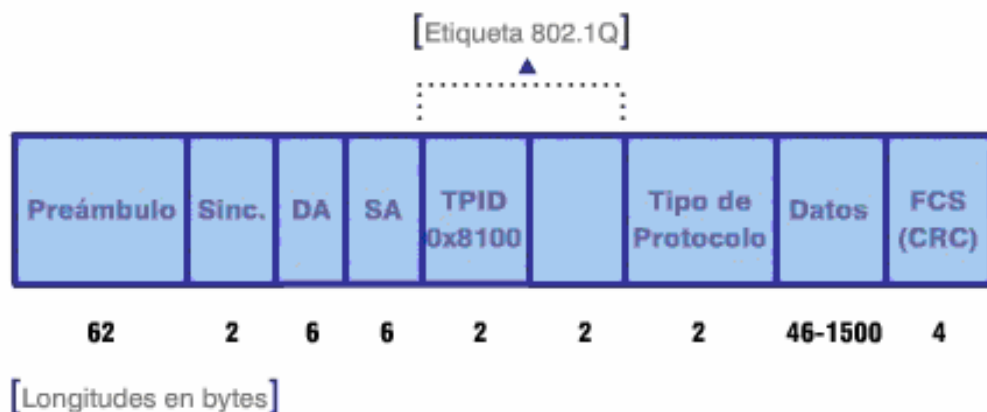 [Etiqueta 802.1Q]
Preámbulo Sinc. DA SA TPID 0x8100 Tipo de Protocolo Datos FCS (CRC)
62 2 6 6 2 2 2 46-1500 4
[Longitudes en bytes]